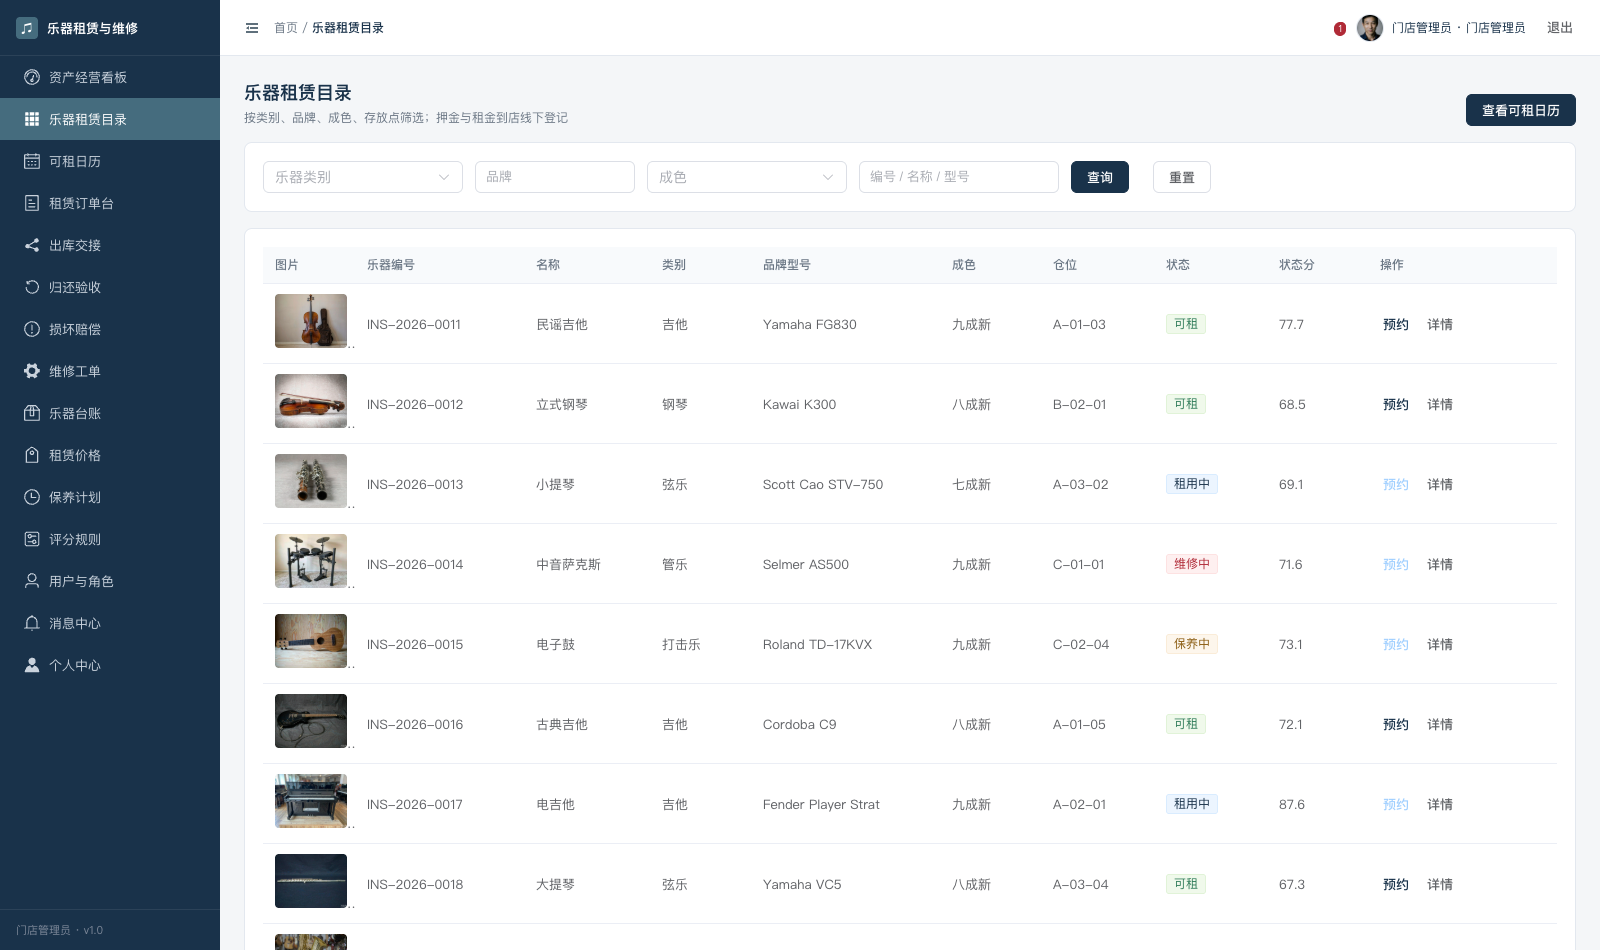 乐器租赁与维修
资产经营看板
乐器租赁目录
可租日历
租赁订单台
出库交接
归还验收
损坏赔偿
维修工单
乐器台账
租赁价格
保养计划
评分规则
用户与角色
消息中心
个人中心
门店管理员 · v1.0
首页 / 乐器租赁目录
1 门店管理员 · 门店管理员 退出
乐器租赁目录
按类别、品牌、成色、存放点筛选；押金与租金到店线下登记
查看可租日历
乐器类别 品牌 成色 编号 / 名称 / 型号 查询 重置
图片 乐器编号 名称 类别 品牌型号 成色 仓位 状态 状态分 操作
INS-2026-0011 民谣吉他 吉他 Yamaha FG830 九成新 A-01-03 可租 77.7 预约 详情
INS-2026-0012 立式钢琴 钢琴 Kawai K300 八成新 B-02-01 可租 68.5 预约 详情
INS-2026-0013 小提琴 弦乐 Scott Cao STV-750 七成新 A-03-02 租用中 69.1 预约 详情
INS-2026-0014 中音萨克斯 管乐 Selmer AS500 九成新 C-01-01 维修中 71.6 预约 详情
INS-2026-0015 电子鼓 打击乐 Roland TD-17KVX 九成新 C-02-04 保养中 73.1 预约 详情
INS-2026-0016 古典吉他 吉他 Cordoba C9 八成新 A-01-05 可租 72.1 预约 详情
INS-2026-0017 电吉他 吉他 Fender Player Strat 九成新 A-02-01 租用中 87.6 预约 详情
INS-2026-0018 大提琴 弦乐 Yamaha VC5 八成新 A-03-04 可租 67.3 预约 详情